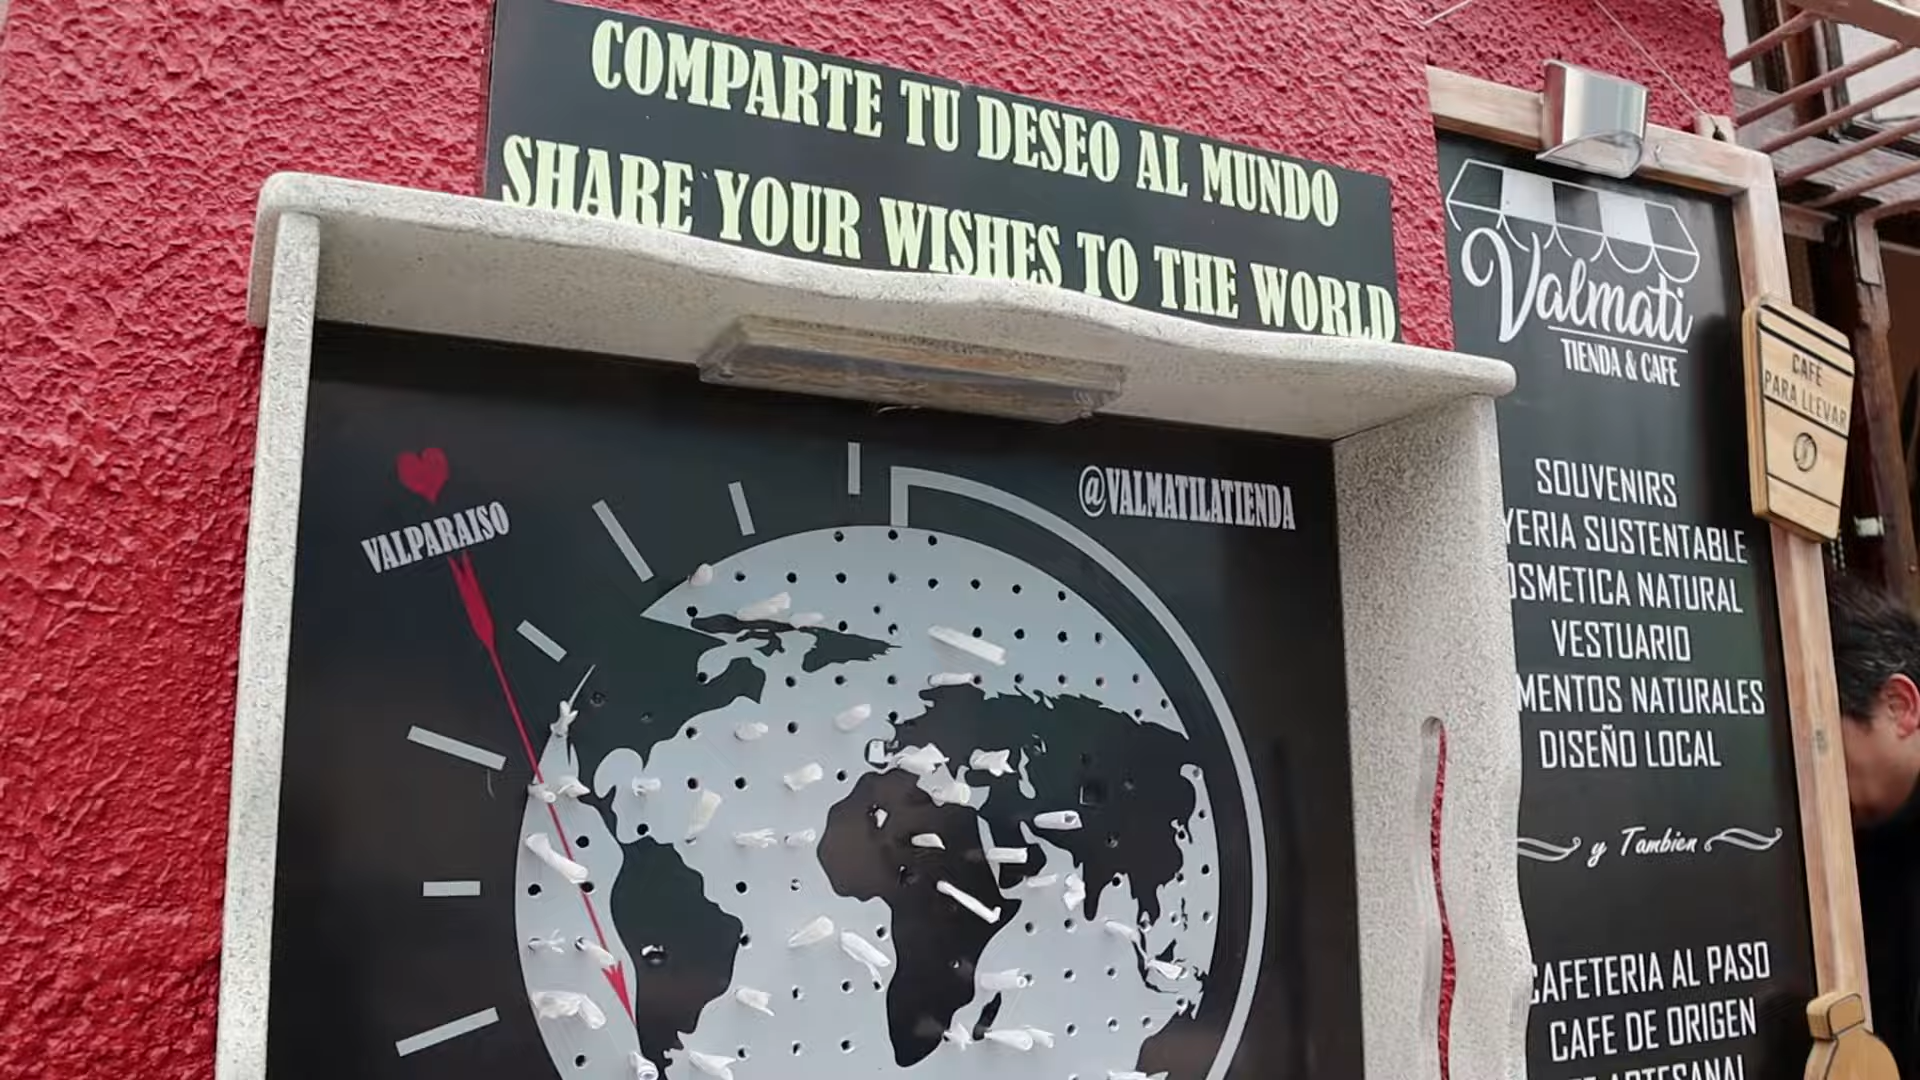 COMPARTE TU DESEO AL MUNDO
SHARE YOUR WISHES TO THE WORLD
@VALMATILATIENDA
VALPARAISO
Valmati
TIENDA & CAFE
CAFE
PARA LLEVAR
SOUVENIRS
YERIA SUSTENTABLE
OSMETICA NATURAL
VESTUARIO
MENTOS NATURALES
DISEÑO LOCAL
y Tambien
CAFETERIA AL PASO
CAFE DE ORIGEN
ARTESANAL